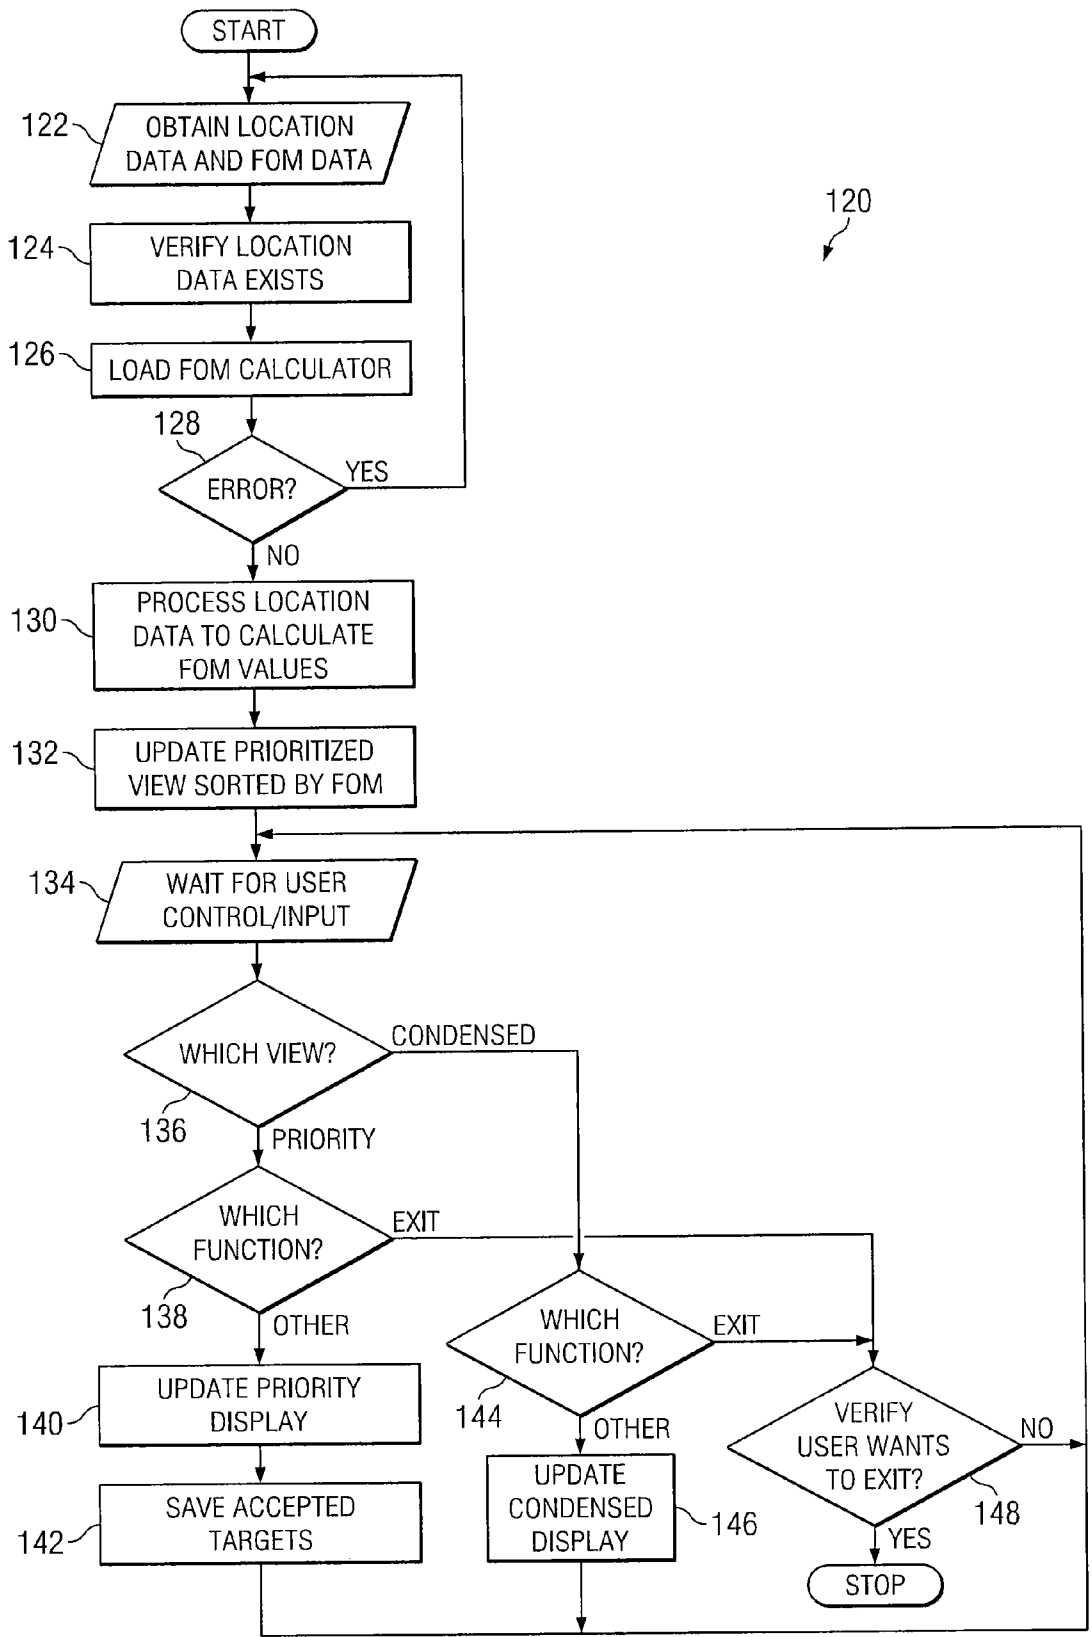 START
122
OBTAIN LOCATION
DATA AND FOM DATA
120
124
VERIFY LOCATION
DATA EXISTS
126
LOAD FOM CALCULATOR
128
ERROR?
YES
NO
130
PROCESS LOCATION
DATA TO CALCULATE
FOM VALUES
132
UPDATE PRIORITIZED
VIEW SORTED BY FOM
134
WAIT FOR USER
CONTROL/INPUT
WHICH VIEW?
CONDENSED
136
PRIORITY
WHICH
FUNCTION?
EXIT
138
OTHER
WHICH
FUNCTION?
EXIT
144
OTHER
140
UPDATE PRIORITY
DISPLAY
VERIFY
USER WANTS
TO EXIT?
NO
148
YES
142
SAVE ACCEPTED
TARGETS
UPDATE
CONDENSED
DISPLAY
146
STOP